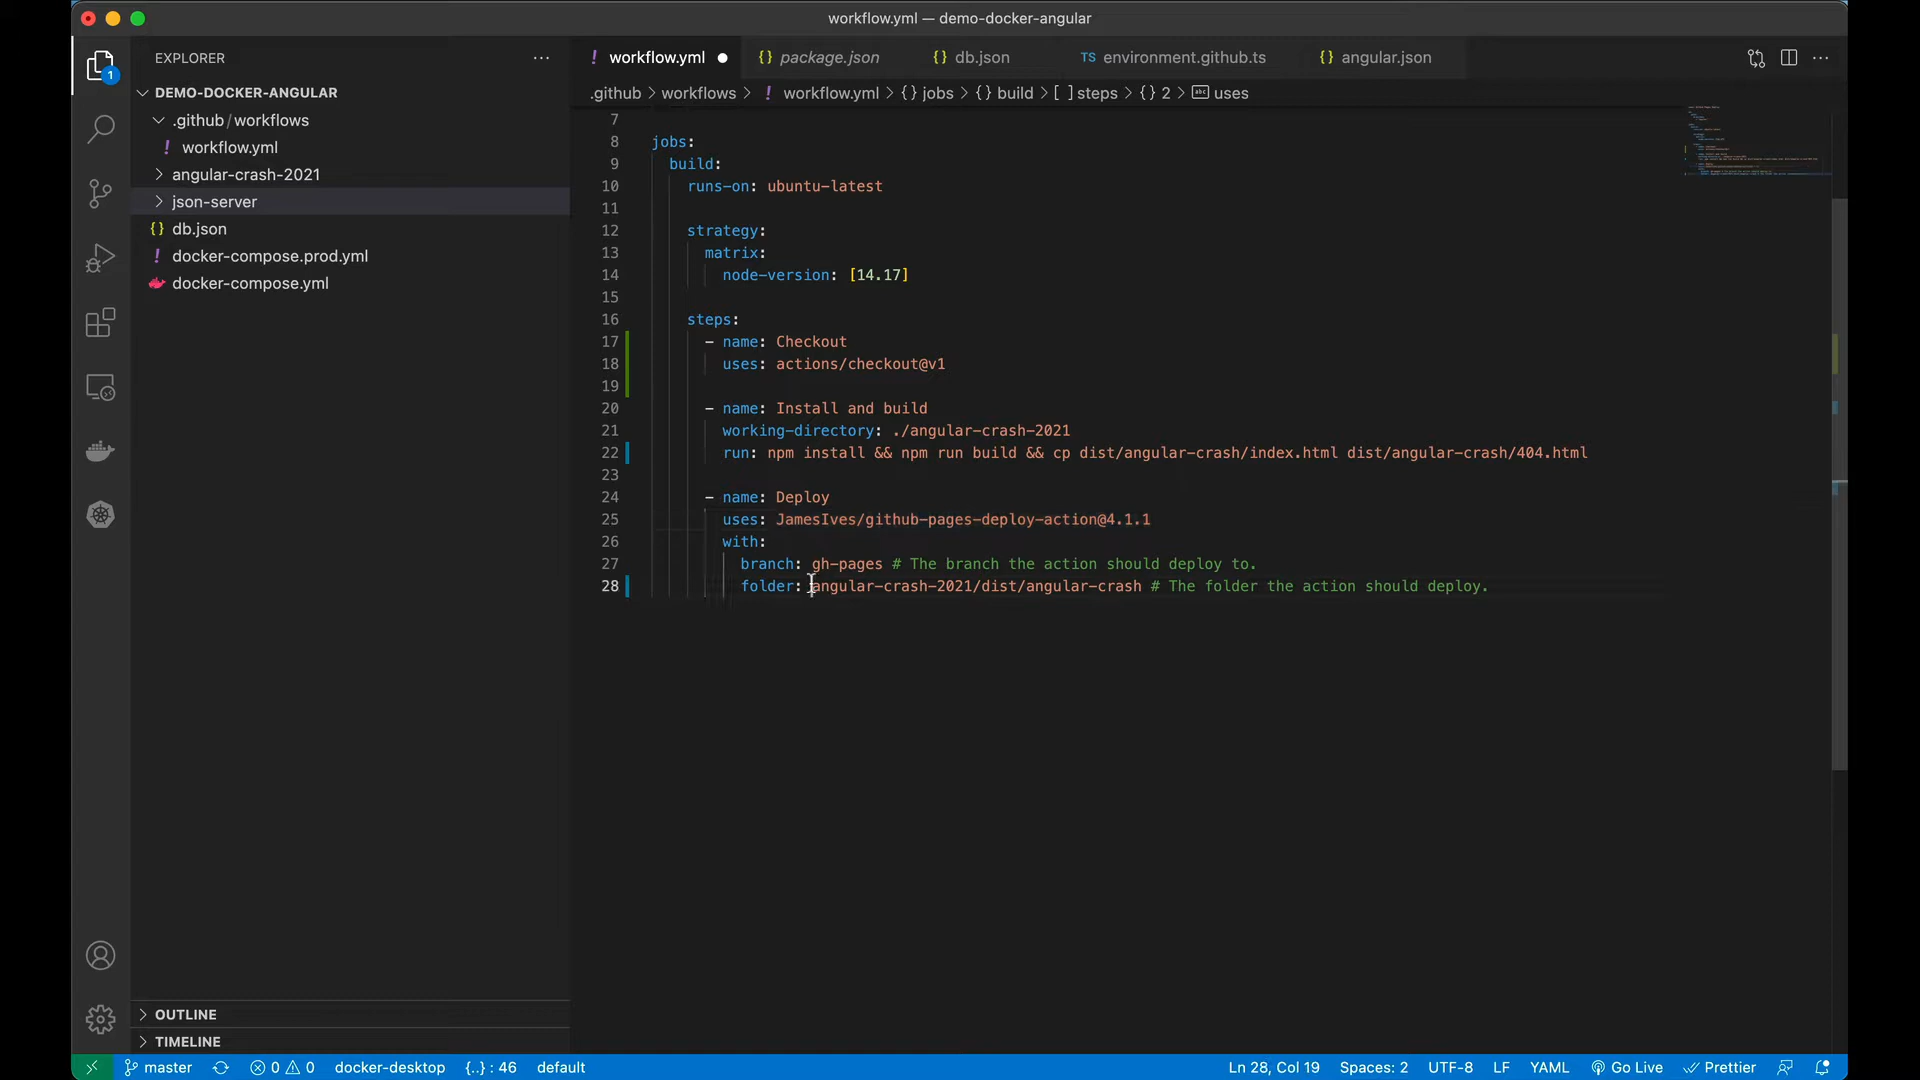 workflow.yml — demo-docker-angular
EXPLORER
1
DEMO-DOCKER-ANGULAR
.github/workflows
! workflow.yml
angular-crash-2021
json-server
{} db.json
! docker-compose.prod.yml
docker-compose.yml
OUTLINE
TIMELINE
! workflow.yml
{} package.json
{} db.json
TS environment.github.ts
{} angular.json
.github > workflows > ! workflow.yml > {} jobs > {} build > [ ] steps > {} 2 > abc uses
7
8 jobs:
9 build:
10 runs-on: ubuntu-latest
11
12 strategy:
13 matrix:
14 node-version: [14.17]
15
16 steps:
17 - name: Checkout
18 uses: actions/checkout@v1
19
20 - name: Install and build
21 working-directory: ./angular-crash-2021
22 run: npm install && npm run build && cp dist/angular-crash/index.html dist/angular-crash/404.html
23
24 - name: Deploy
25 uses: JamesIves/github-pages-deploy-action@4.1.1
26 with:
27 branch: gh-pages # The branch the action should deploy to.
28 folder: angular-crash-2021/dist/angular-crash # The folder the action should deploy.
master 0 0 docker-desktop {..} : 46 default Ln 28, Col 19 Spaces: 2 UTF-8 LF YAML Go Live Prettier